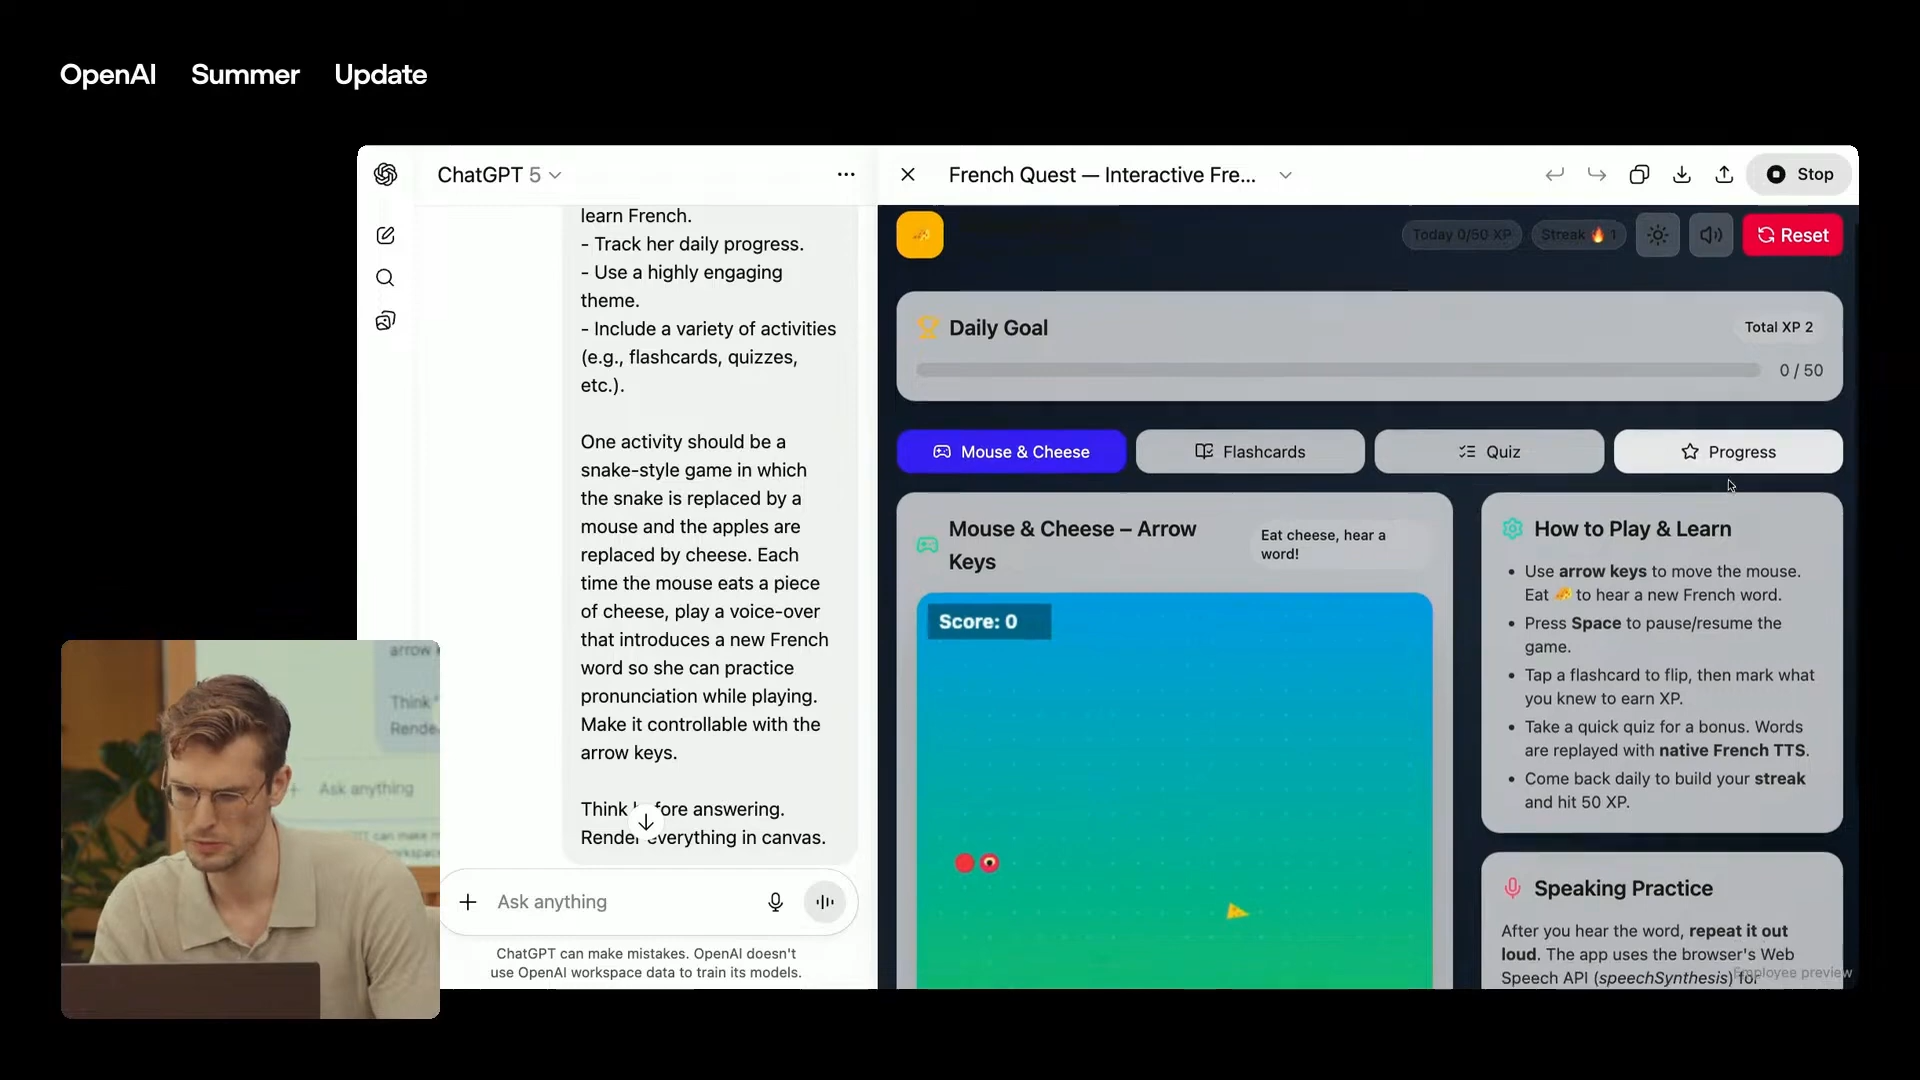 OpenAI Summer Update
ChatGPT 5
learn French.
- Track her daily progress.
- Use a highly engaging
theme.
- Include a variety of activities
(e.g., flashcards, quizzes,
etc.).
One activity should be a
snake-style game in which
the snake is replaced by a
mouse and the apples are
replaced by cheese. Each
time the mouse eats a piece
of cheese, play a voice-over
that introduces a new French
word so she can practice
pronunciation while playing.
Make it controllable with the
arrow keys.
Think before answering.
Render everything in canvas.
Ask anything
ChatGPT can make mistakes. OpenAI doesn't
use OpenAI workspace data to train its models.
French Quest — Interactive Fre...
Stop
Today 0/50 XP
Streak 🔥 1
Reset
Daily Goal
Total XP 2
0 / 50
Mouse & Cheese
Flashcards
Quiz
Progress
Mouse & Cheese – Arrow
Keys
Eat cheese, hear a
word!
Score: 0
How to Play & Learn
• Use arrow keys to move the mouse.
Eat 🧀 to hear a new French word.
• Press Space to pause/resume the
game.
• Tap a flashcard to flip, then mark what
you knew to earn XP.
• Take a quick quiz for a bonus. Words
are replayed with native French TTS.
• Come back daily to build your streak
and hit 50 XP.
Speaking Practice
After you hear the word, repeat it out
loud. The app uses the browser's Web
Speech API (speechSynthesis) for
Employee preview
arrow
Think
Rende
Ask anything